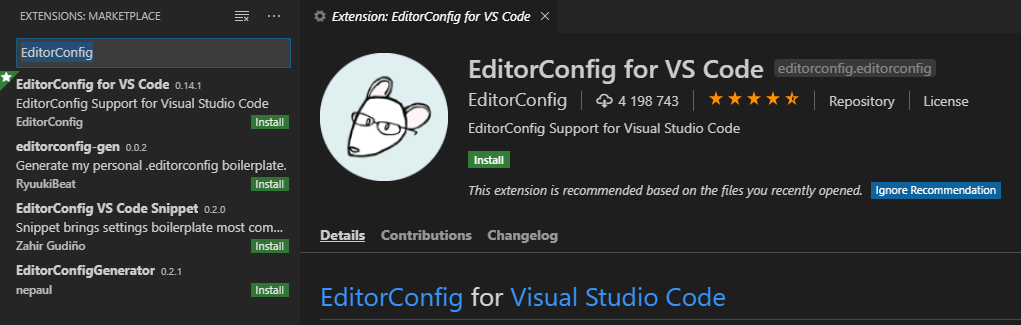 EXTENSIONS: MARKETPLACE
EditorConfig
EditorConfig for VS Code 0.14.1
EditorConfig Support for Visual Studio Code
EditorConfig Install
editorconfig-gen 0.0.2
Generate my personal .editorconfig boilerplate.
RyuukiBeat Install
EditorConfig VS Code Snippet 0.2.0
Snippet brings settings boilerplate most com...
Zahir Gudiño Install
EditorConfigGenerator 0.2.1
nepaul Install
Extension: EditorConfig for VS Code
EditorConfig for VS Code editorconfig.editorconfig
EditorConfig 4 198 743 Repository License
EditorConfig Support for Visual Studio Code
Install
This extension is recommended based on the files you recently opened. Ignore Recommendation
Details Contributions Changelog
EditorConfig for Visual Studio Code